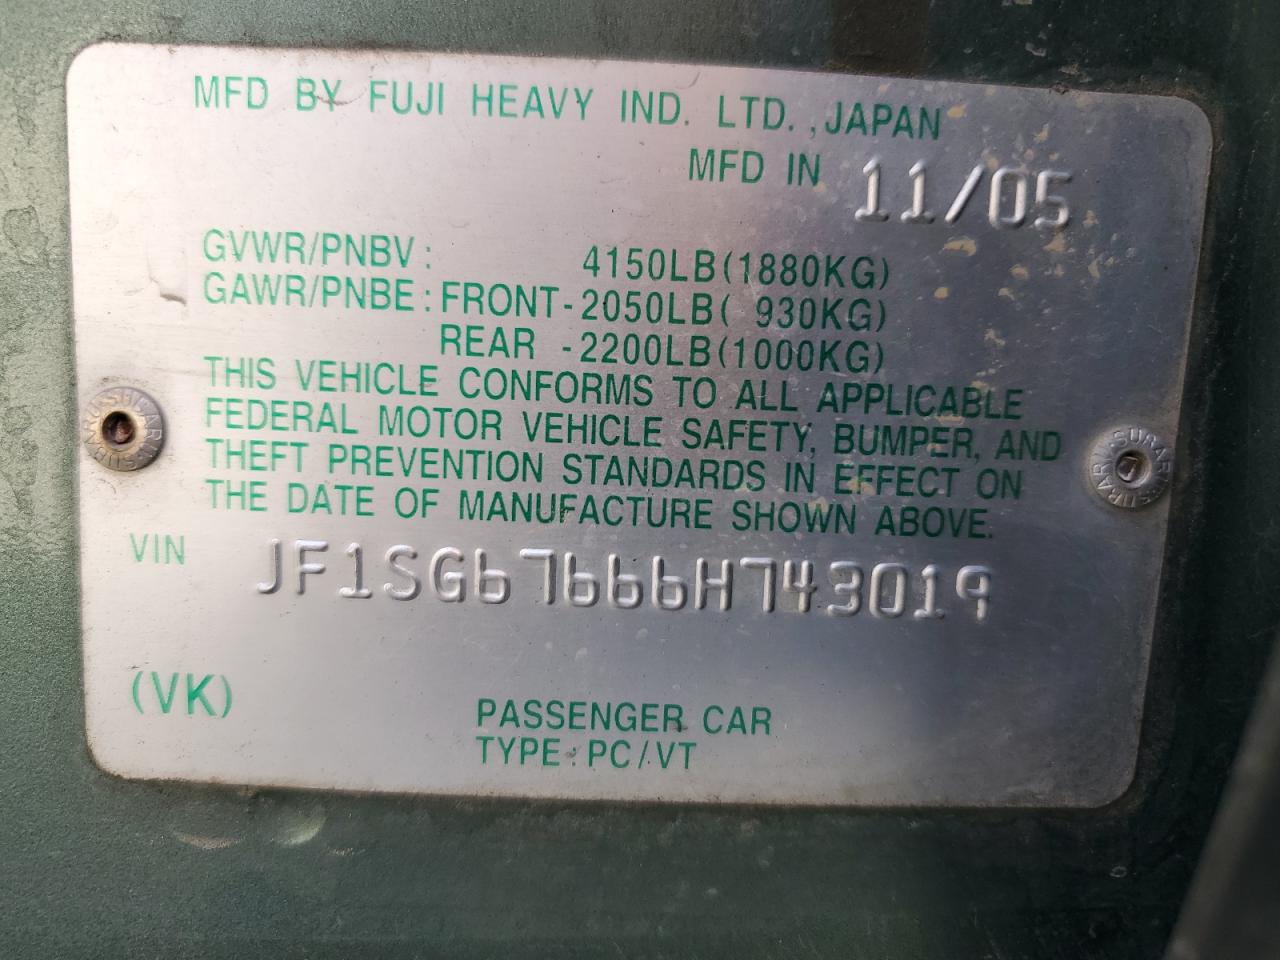 MFD BY FUJI HEAVY IND. LTD. ,JAPAN
MFD IN 11/05
GVWR/PNBV : 4150LB(1880KG)
GAWR/PNBE : FRONT-2050LB( 930KG)
REAR -2200LB(1000KG)
THIS VEHICLE CONFORMS TO ALL APPLICABLE
FEDERAL MOTOR VEHICLE SAFETY, BUMPER, AND
THEFT PREVENTION STANDARDS IN EFFECT ON
THE DATE OF MANUFACTURE SHOWN ABOVE.
VIN JF1SG67666H743019
(VK)
PASSENGER CAR
TYPE : PC/VT
SUBARU
SUBARU